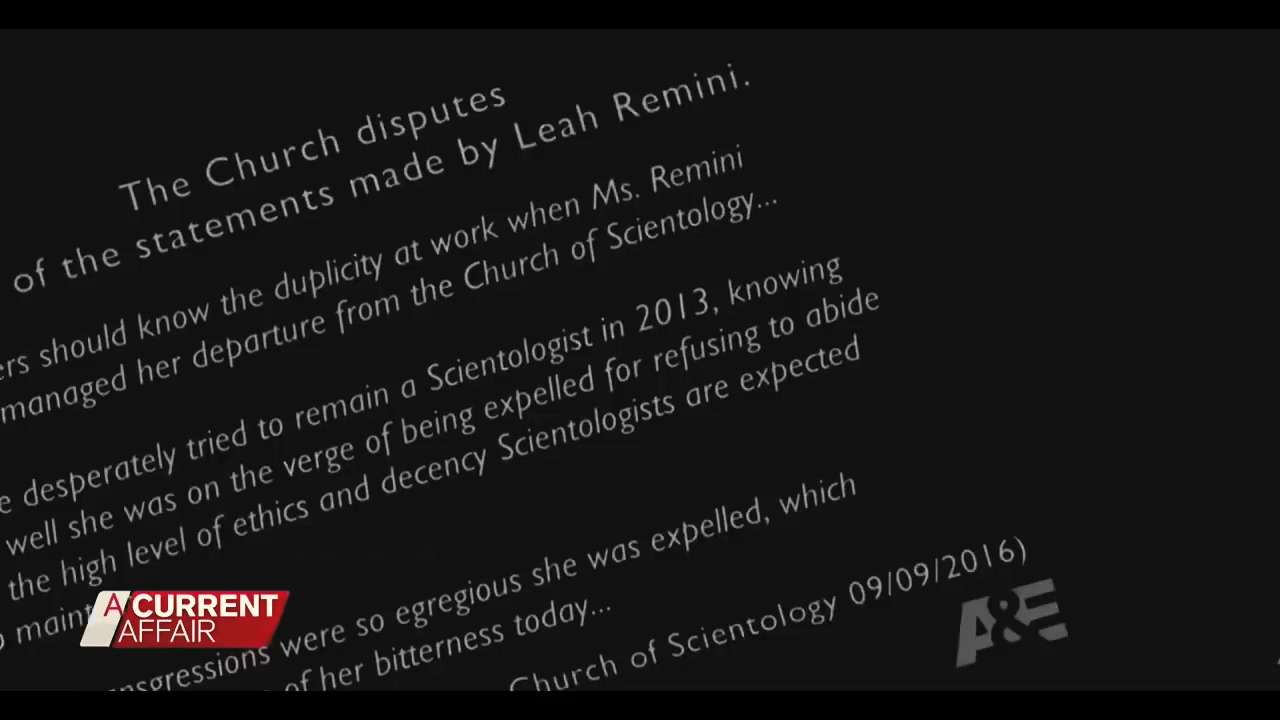 The Church disputes
of the statements made by Leah Remini.
ers should know the duplicity at work when Ms. Remini
managed her departure from the Church of Scientology...
e desperately tried to remain a Scientologist in 2013, knowing
well she was on the verge of being expelled for refusing to abide
the high level of ethics and decency Scientologists are expected
maint
nsgressions were so egregious she was expelled, which
of her bitterness today...
Church of Scientology 09/09/2016)
A CURRENT
AFFAIR
A&E